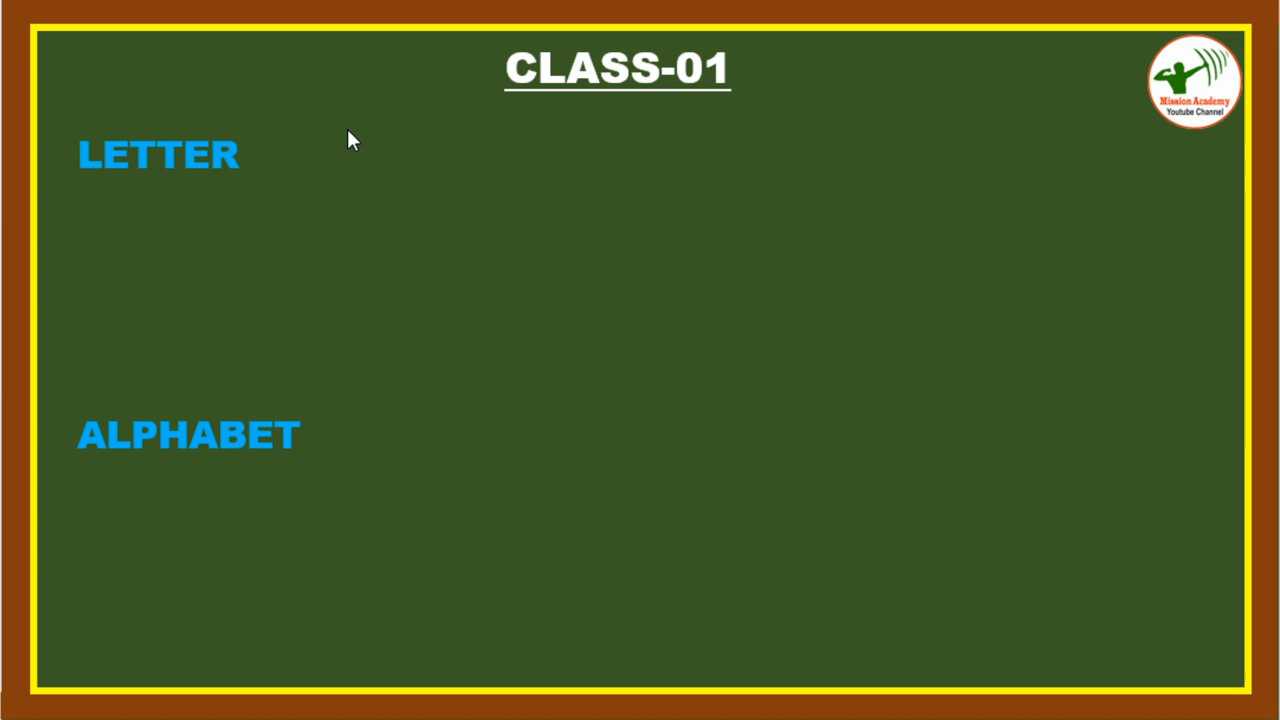 CLASS-01
Mission Academy
Youtube Channel
LETTER
ALPHABET